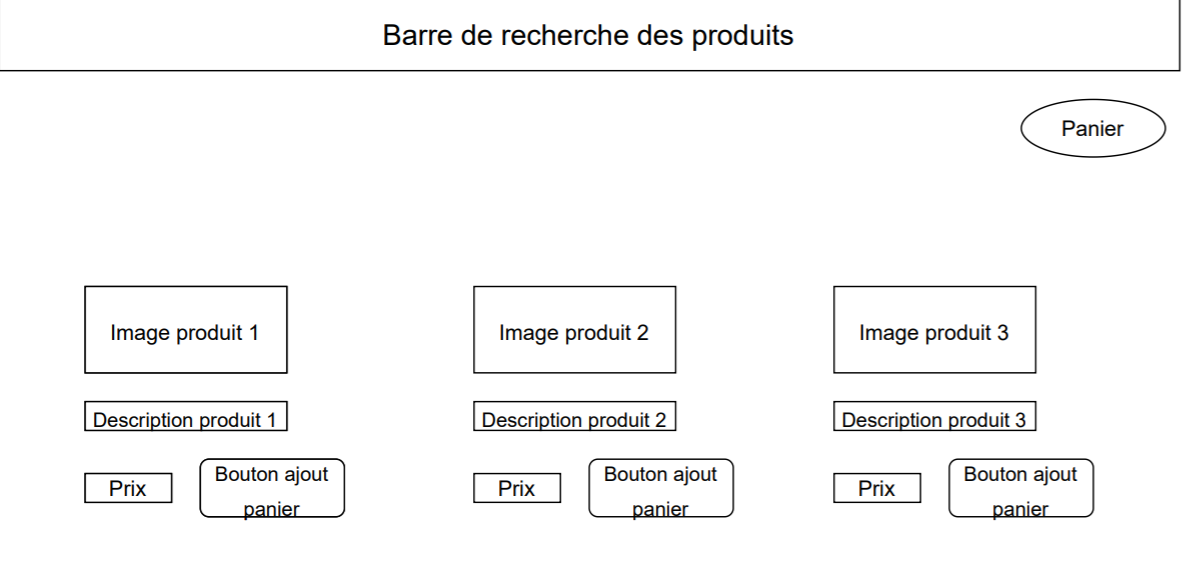 Barre de recherche des produits
Panier
Image produit 1
Image produit 2
Image produit 3
Description produit 1
Description produit 2
Description produit 3
Prix
Bouton ajout
panier
Prix
Bouton ajout
panier
Prix
Bouton ajout
panier